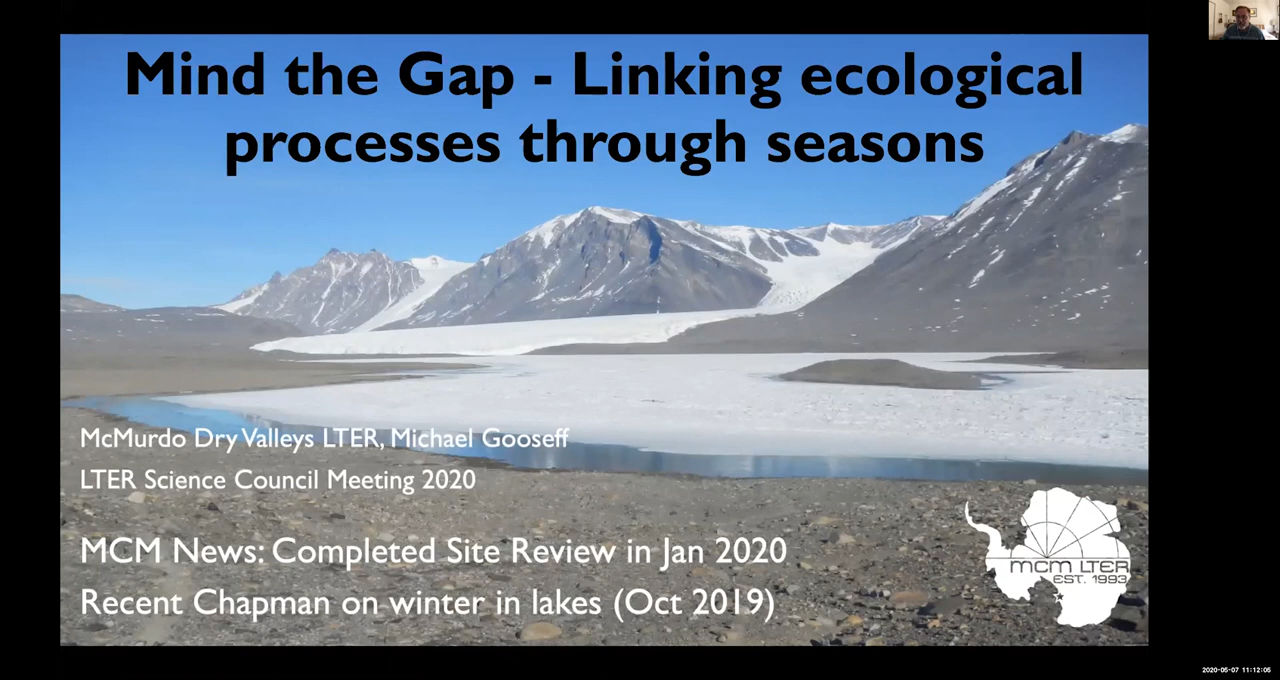 Mind the Gap - Linking ecological
processes through seasons
McMurdo Dry Valleys LTER, Michael Gooseff
LTER Science Council Meeting 2020
MCM News: Completed Site Review in Jan 2020
Recent Chapman on winter in lakes (Oct 2019)
mcm LTER
EST. 1993
2020-05-07 11:12:05